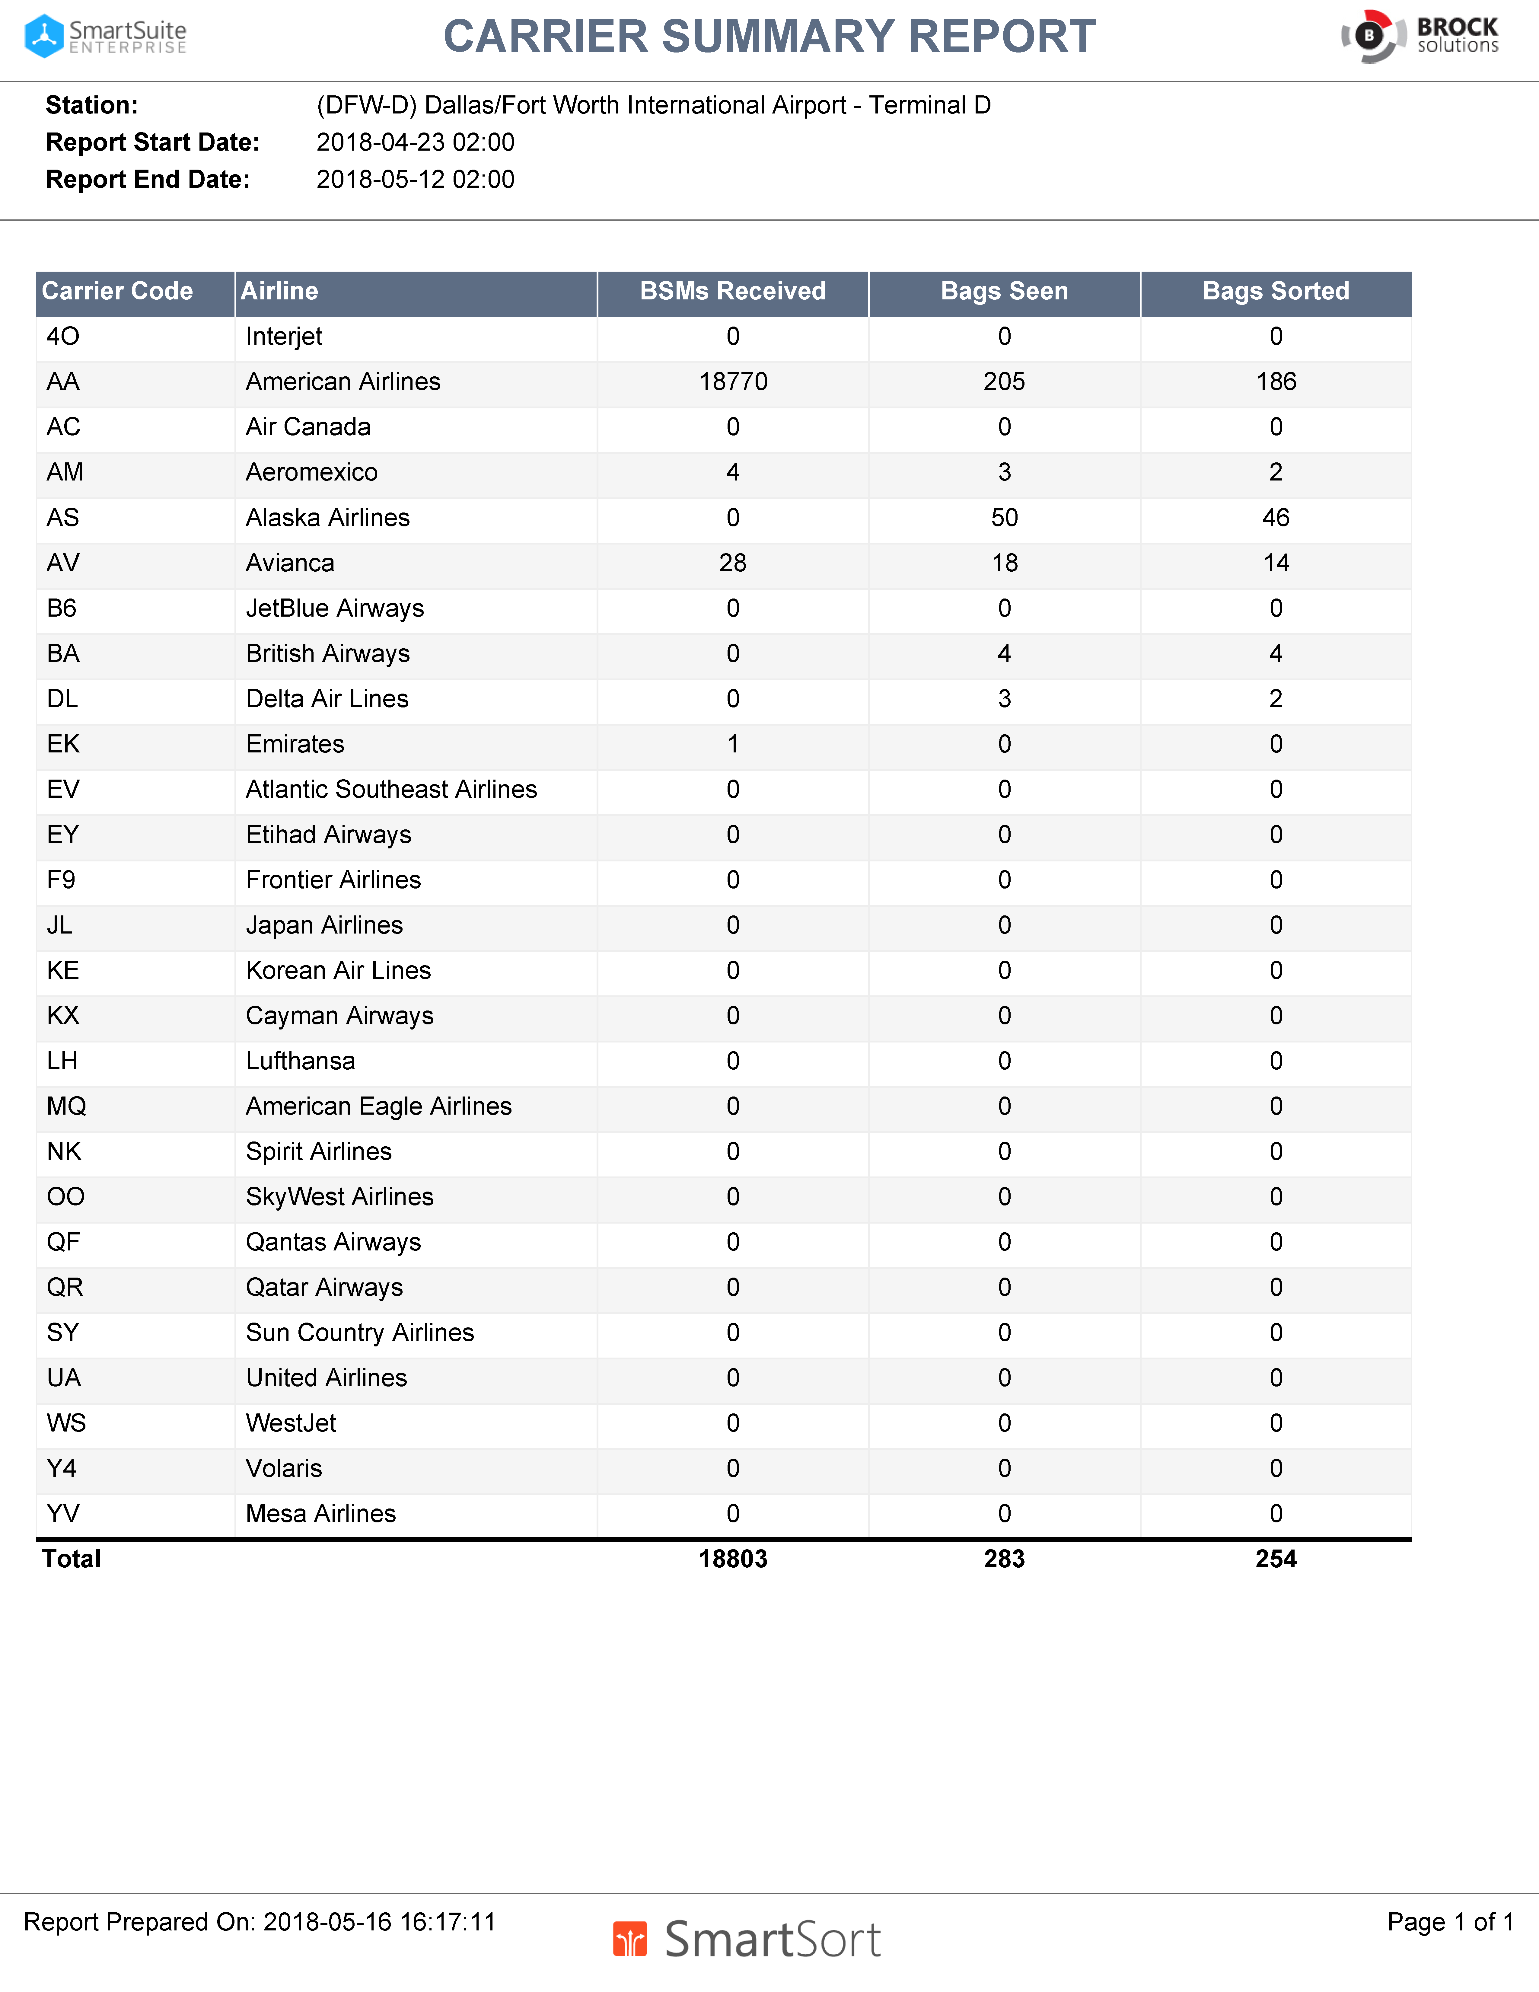 SmartSuite
ENTERPRISE
CARRIER SUMMARY REPORT
B BROCK
solutions
Station: (DFW-D) Dallas/Fort Worth International Airport - Terminal D
Report Start Date: 2018-04-23 02:00
Report End Date: 2018-05-12 02:00
Carrier Code Airline BSMs Received Bags Seen Bags Sorted
4O Interjet 0 0 0
AA American Airlines 18770 205 186
AC Air Canada 0 0 0
AM Aeromexico 4 3 2
AS Alaska Airlines 0 50 46
AV Avianca 28 18 14
B6 JetBlue Airways 0 0 0
BA British Airways 0 4 4
DL Delta Air Lines 0 3 2
EK Emirates 1 0 0
EV Atlantic Southeast Airlines 0 0 0
EY Etihad Airways 0 0 0
F9 Frontier Airlines 0 0 0
JL Japan Airlines 0 0 0
KE Korean Air Lines 0 0 0
KX Cayman Airways 0 0 0
LH Lufthansa 0 0 0
MQ American Eagle Airlines 0 0 0
NK Spirit Airlines 0 0 0
OO SkyWest Airlines 0 0 0
QF Qantas Airways 0 0 0
QR Qatar Airways 0 0 0
SY Sun Country Airlines 0 0 0
UA United Airlines 0 0 0
WS WestJet 0 0 0
Y4 Volaris 0 0 0
YV Mesa Airlines 0 0 0
Total 18803 283 254
Report Prepared On: 2018-05-16 16:17:11
SmartSort
Page 1 of 1